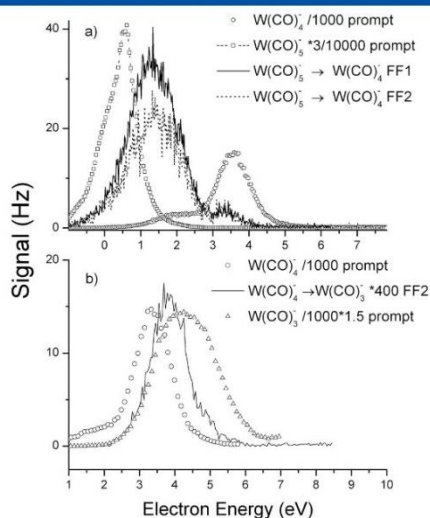 40
20
0
a)
W(CO)₄⁻ /1000 prompt
W(CO)₅⁻ *3/10000 prompt
W(CO)₅⁻ → W(CO)₄⁻ FF1
W(CO)₅⁻ → W(CO)₄⁻ FF2
0 1 2 3 4 5 6 7
Signal (Hz)
20
10
0
b)
W(CO)₄⁻ /1000 prompt
W(CO)₄⁻ →W(CO)₃⁻ *400 FF2
W(CO)₃⁻ /1000*1.5 prompt
1 2 3 4 5 6 7 8 9 10
Electron Energy (eV)